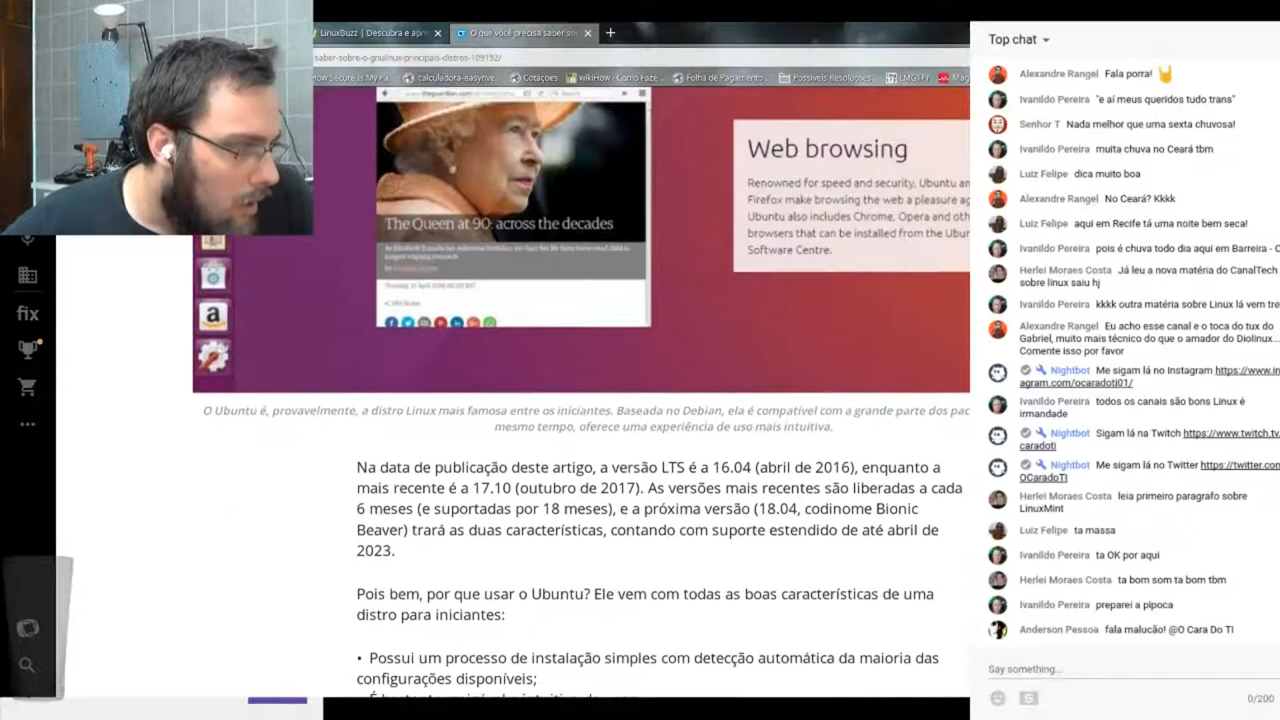 LinuxBuzz | Descubra e apre
O que você precisa saber so
saber-sobre-o-gnulinux-principais-distros-109152/
How Secure Is My Pa
calculadora-easynve
Cotações
wikiHow - Como Faze
Folha de Pagamento
Possíveis Resoluções
LMGTFY
Mag
Search
The Queen at 90: across the decades
Web browsing
Renowned for speed and security, Ubuntu an
Firefox make browsing the web a pleasure ag
Ubuntu also includes Chrome, Opera and oth
browsers that can be installed from the Ubun
Software Centre.
fix
a
O Ubuntu é, provavelmente, a distro Linux mais famosa entre os iniciantes. Baseada no Debian, ela é compatível com a grande parte dos pac
mesmo tempo, oferece uma experiência de uso mais intuitiva.
Na data de publicação deste artigo, a versão LTS é a 16.04 (abril de 2016), enquanto a
mais recente é a 17.10 (outubro de 2017). As versões mais recentes são liberadas a cada
6 meses (e suportadas por 18 meses), e a próxima versão (18.04, codinome Bionic
Beaver) trará as duas características, contando com suporte estendido de até abril de
2023.
Pois bem, por que usar o Ubuntu? Ele vem com todas as boas características de uma
distro para iniciantes:
• Possui um processo de instalação simples com detecção automática da maioria das
configurações disponíveis;
Top chat
Alexandre Rangel Fala porra! 🤘
Ivanildo Pereira "e aí meus queridos tudo trans"
Senhor T Nada melhor que uma sexta chuvosa!
Ivanildo Pereira muita chuva no Ceará tbm
Luiz Felipe dica muito boa
Alexandre Rangel No Ceará? Kkkk
Luiz Felipe aqui em Recife tá uma noite bem seca!
Ivanildo Pereira pois é chuva todo dia aqui em Barreira - C
Herlei Moraes Costa Já leu a nova matéria do CanalTech
sobre linux saiu hj
Ivanildo Pereira kkkk outra matéria sobre Linux lá vem tre
Alexandre Rangel Eu acho esse canal e o toca do tux do
Gabriel, muito mais técnico do que o amador do Diolinux...
Comente isso por favor
Nightbot Me sigam lá no Instagram https://www.in
agram.com/ocaradoti01/
Ivanildo Pereira todos os canais são bons Linux é
irmandade
Nightbot Sigam lá na Twitch https://www.twitch.tv
caradoti
Nightbot Me sigam lá no Twitter https://twitter.con
OCaradoTI
Herlei Moraes Costa leia primeiro paragrafo sobre
LinuxMint
Luiz Felipe ta massa
Ivanildo Pereira ta OK por aqui
Herlei Moraes Costa ta bom som ta bom tbm
Ivanildo Pereira preparei a pipoca
Anderson Pessoa fala malucão! @O Cara Do TI
Say something...
0/200